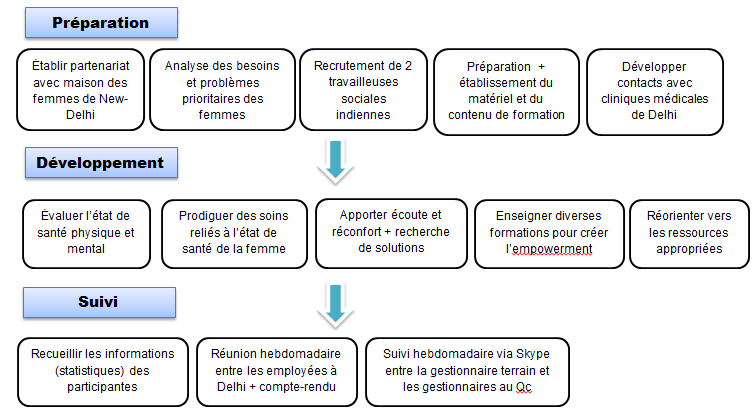 Préparation
Établir partenariat
avec maison des
femmes de New-
Delhi
Analyse des besoins
et problèmes
prioritaires des
femmes
Recrutement de 2
travailleuses
sociales
indiennes
Préparation +
établissement du
matériel et du
contenu de formation
Développer
contacts avec
cliniques médicales
de Delhi
Développement
Évaluer l'état de
santé physique et
mental
Prodiguer des soins
reliés à l'état de
santé de la femme
Apporter écoute et
réconfort + recherche
de solutions
Enseigner diverses
formations pour créer
l'empowerment
Réorienter vers
les ressources
appropriées
Suivi
Recueillir les informations
(statistiques) des
participantes
Réunion hebdomadaire
entre les employées à
Delhi + compte-rendu
Suivi hebdomadaire via Skype
entre la gestionnaire terrain
et les gestionnaires au Qc